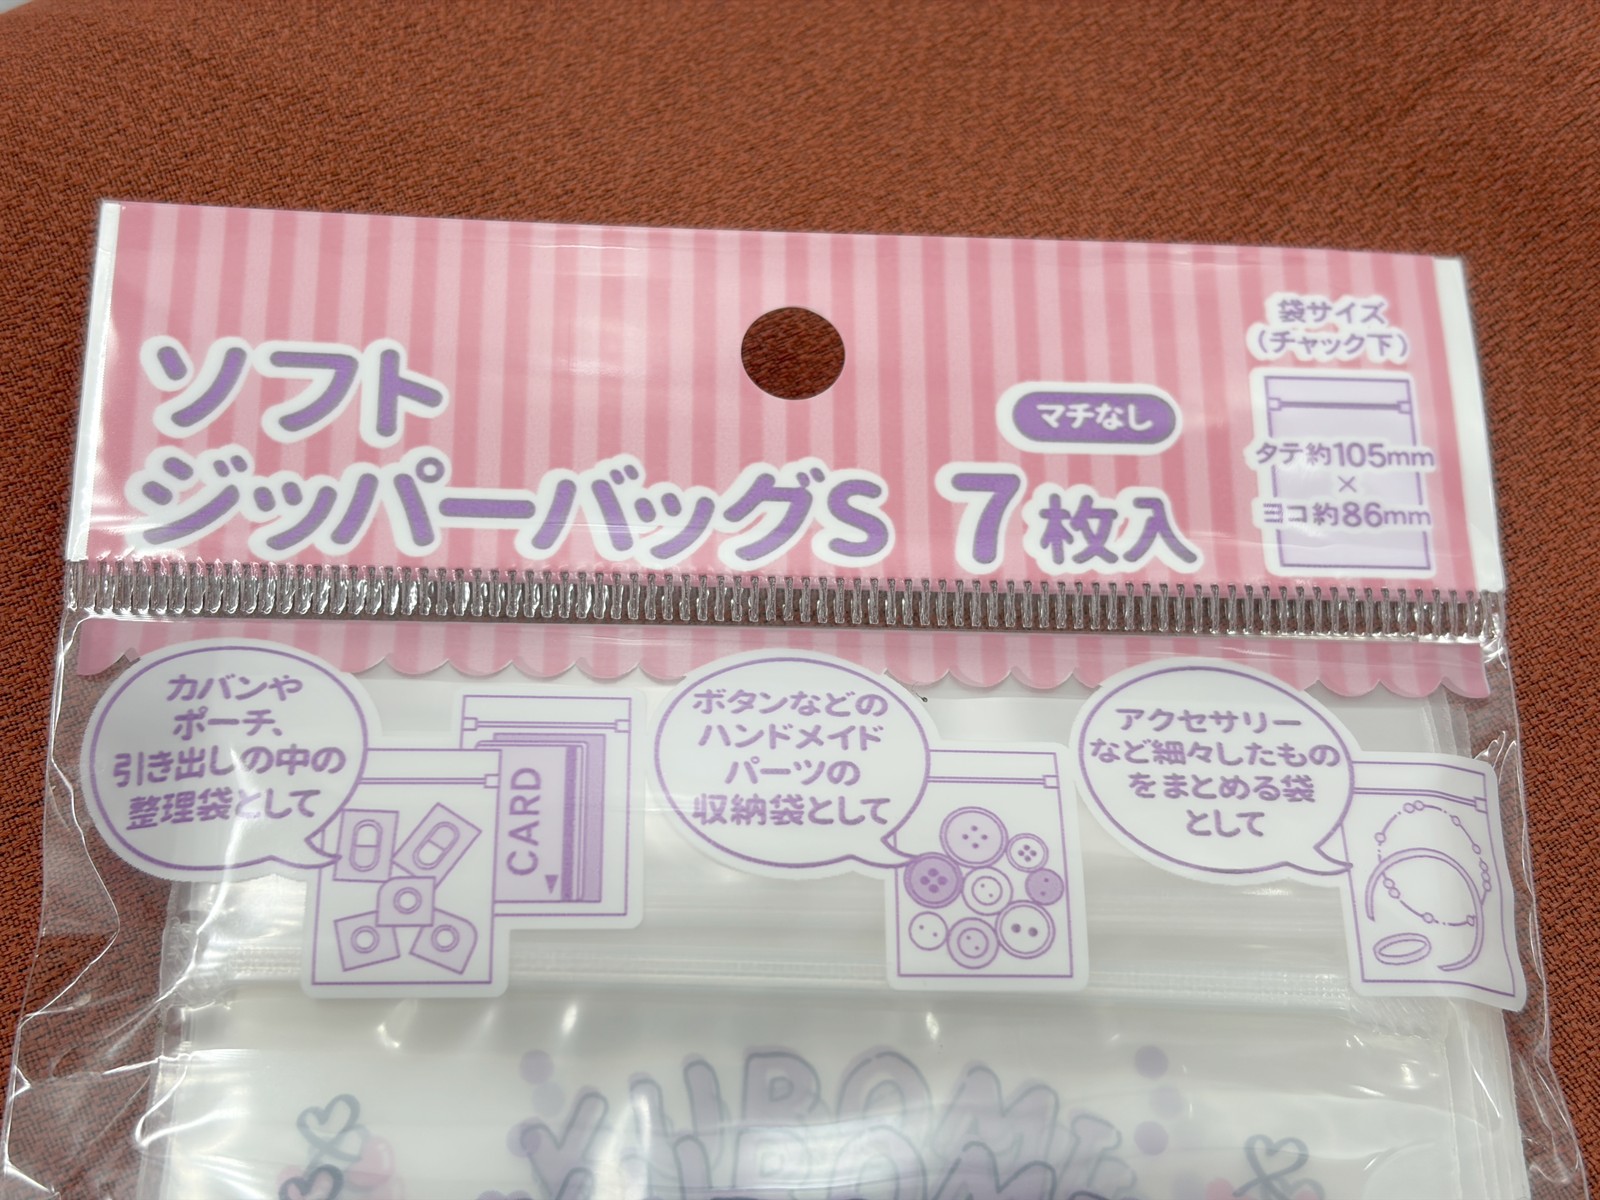 ソフト
ジッパーバッグS 7枚入
マチなし
袋サイズ
(チャック下)
タテ約105mm
×
ヨコ約86mm
カバンや
ポーチ、
引き出しの中の
整理袋として
CARD
ボタンなどの
ハンドメイド
パーツの
収納袋として
アクセサリー
など細々したもの
をまとめる袋
として
KUROMI